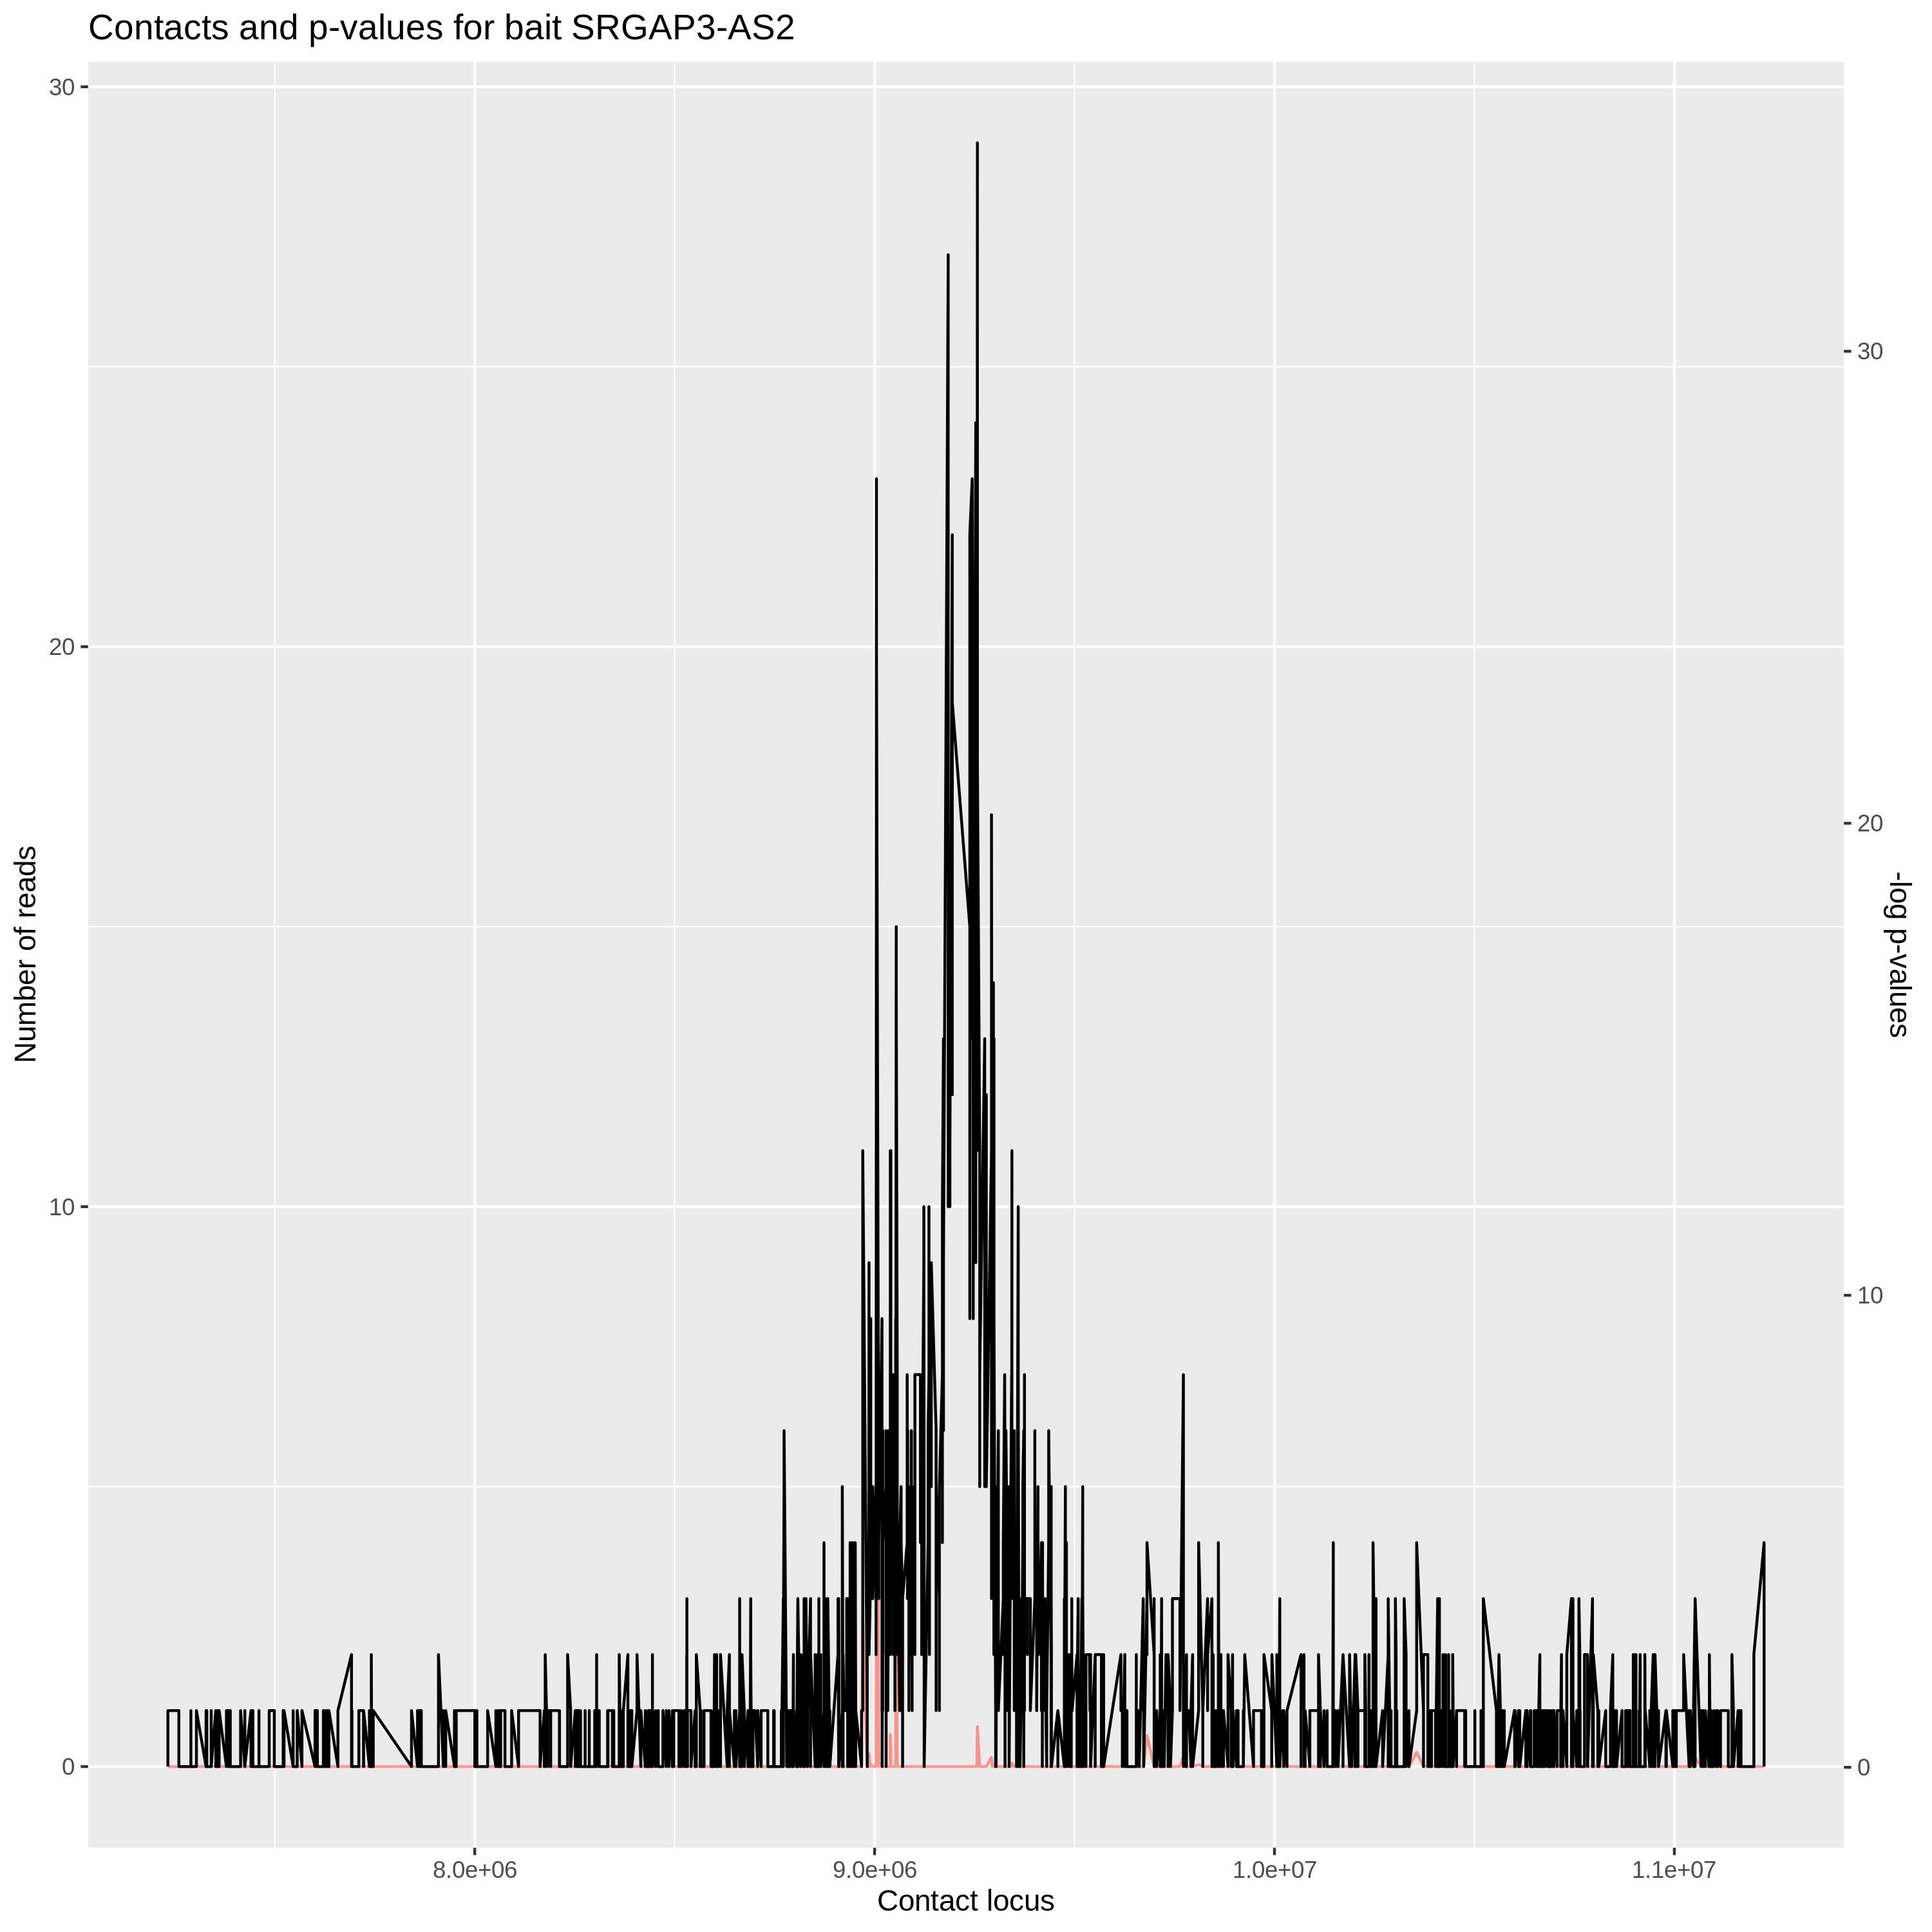 Contacts and p-values for bait SRGAP3-AS2
30
20
10
0
Number of reads
30
20
10
0
-log p-values
8.0e+06
9.0e+06
1.0e+07
1.1e+07
Contact locus